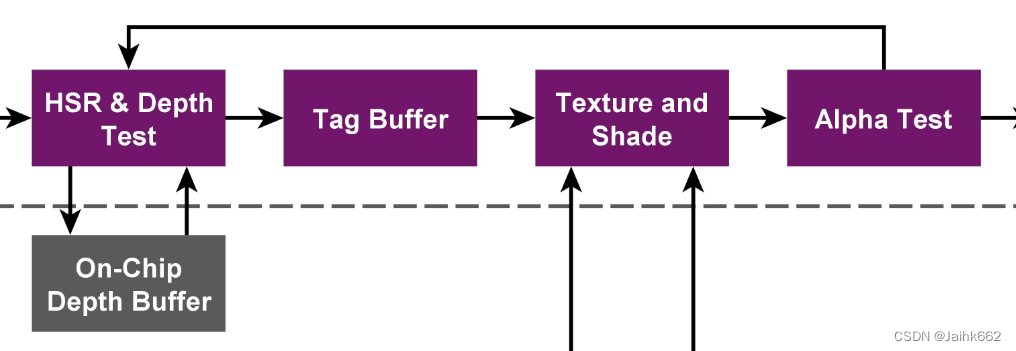 HSR & Depth
Test
Tag Buffer
Texture and
Shade
Alpha Test
On-Chip
Depth Buffer
CSDN @Jaihk662